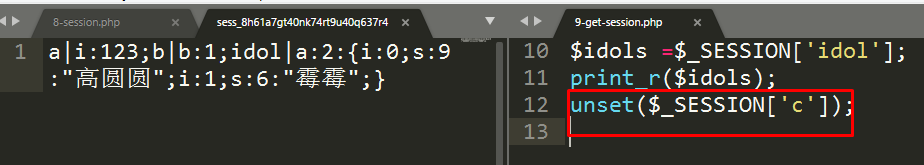 8-session.php
sess_8h61a7gt40nk74rt9u40q637r4
1 a|i:123;b|b:1;idol|a:2:{i:0;s:9
:"高圆圆";i:1;s:6:"霉霉";}
9-get-session.php
10 $idols =$_SESSION['idol'];
11 print_r($idols);
12 unset($_SESSION['c']);
13